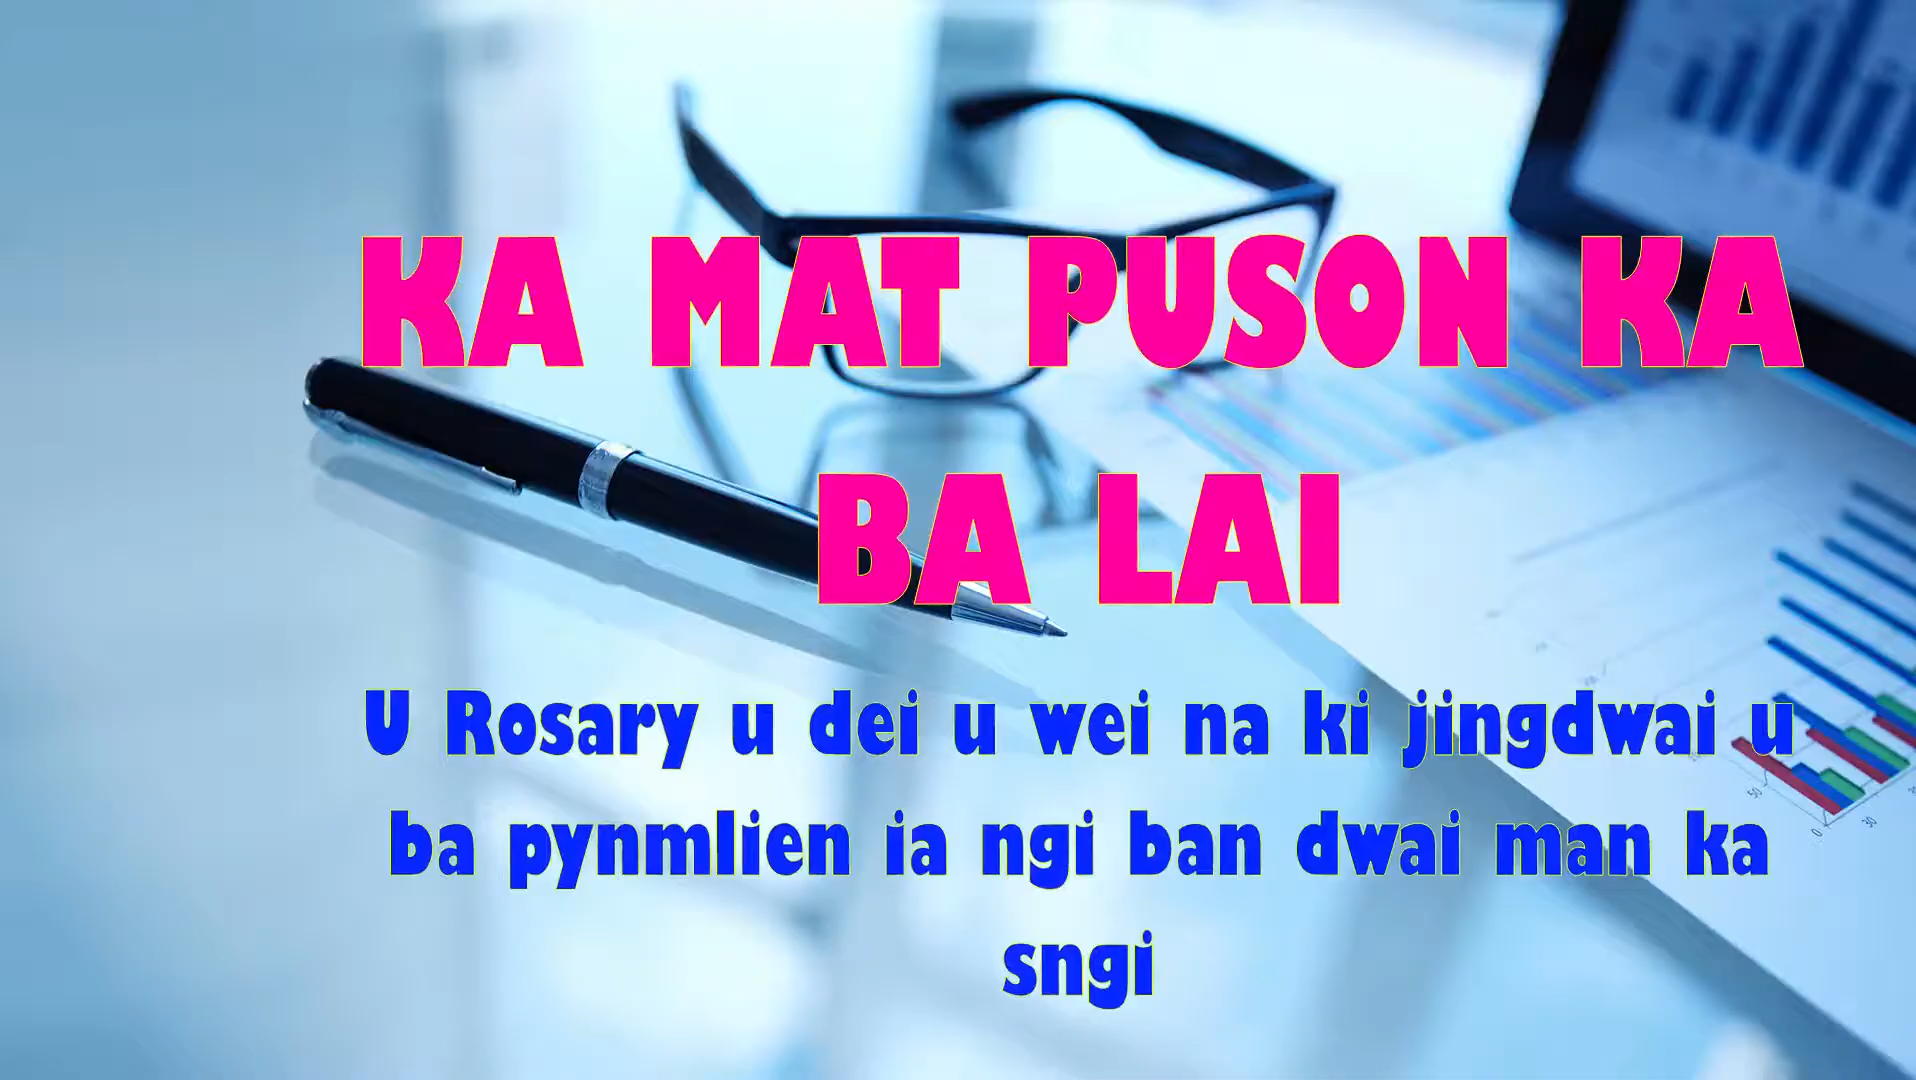 KA MAT PUSON KA
BA LAI
U Rosary u dei u wei na ki jingdwai u
ba pynmlien ia ngi ban dwai man ka
sngi